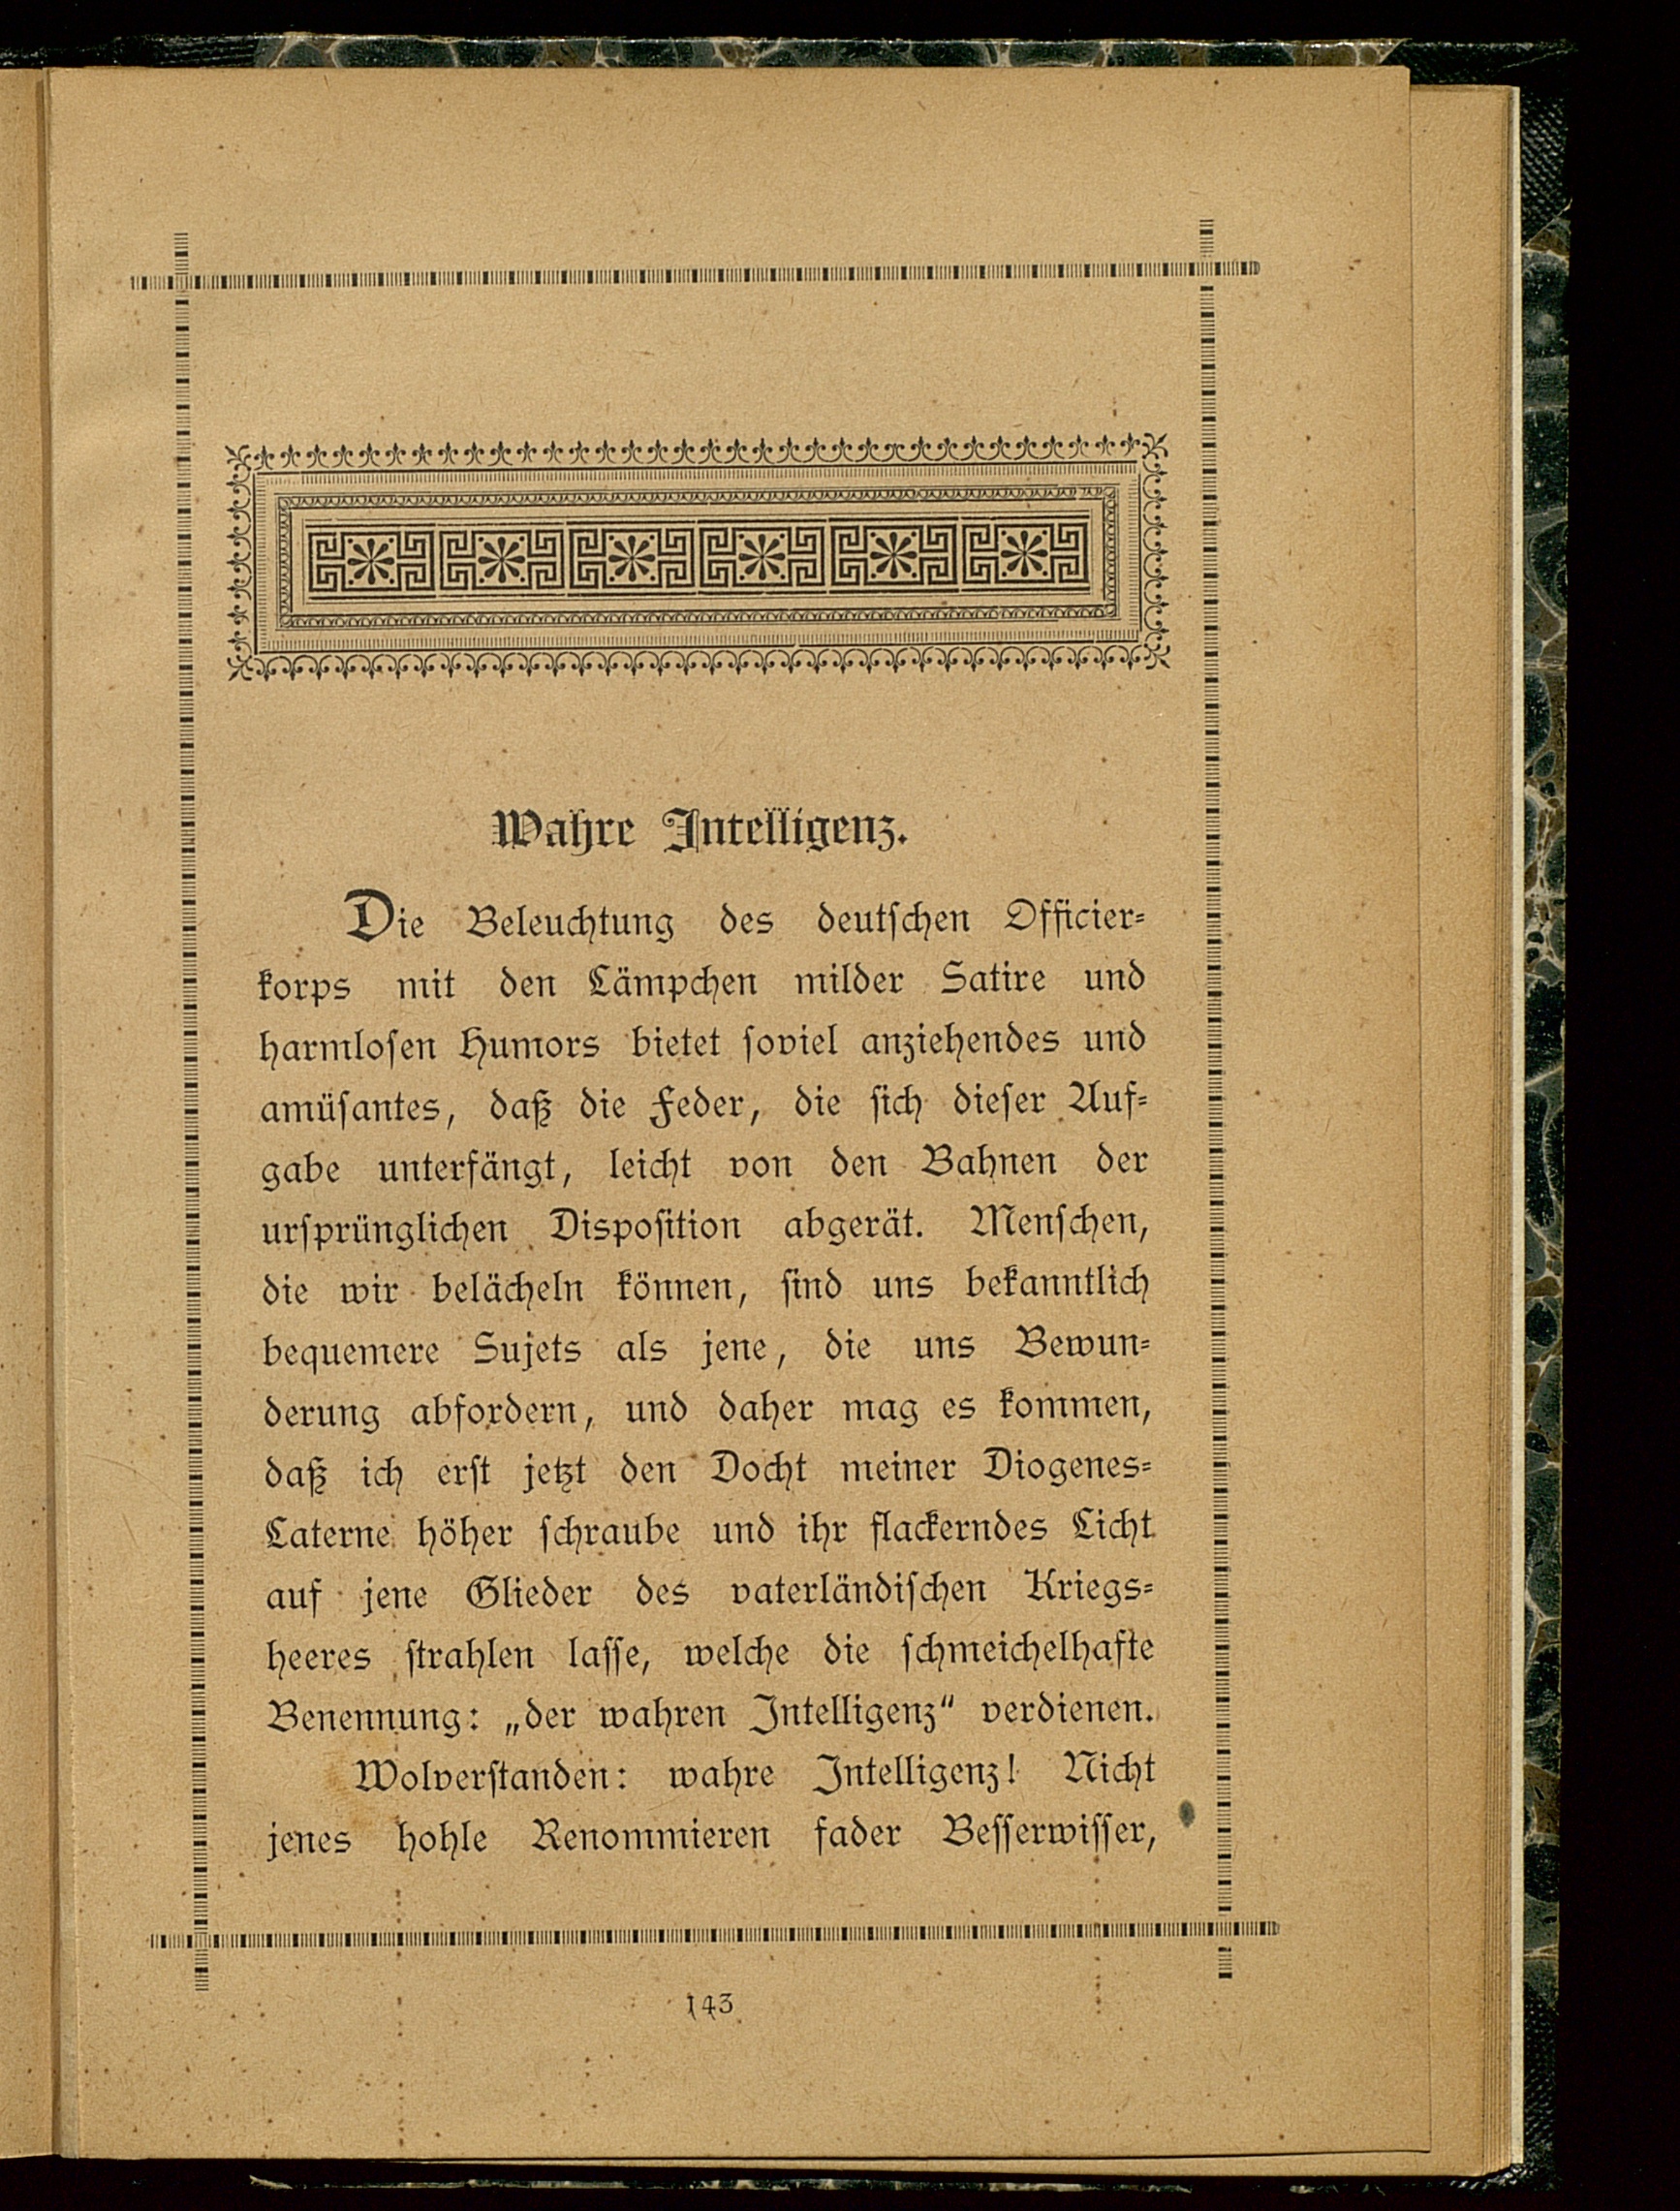 Wahre Intelligenz.
Die Beleuchtung des deutſchen Officier⸗
korps mit den Lämpchen milder Satire und
harmloſen Humors bietet ſoviel anziehendes und
amüſantes, daß die Feder, die ſich dieſer Auf⸗
gabe unterfängt, leicht von den Bahnen der
urſprünglichen Dispoſition abgerät. Menſchen,
die wir belächeln können, ſind uns bekanntlich
bequemere Sujets als jene, die uns Bewun⸗
derung abfordern, und daher mag es kommen,
daß ich erſt jetzt den Docht meiner Diogenes⸗
Laterne höher ſchraube und ihr flackerndes Licht
auf jene Glieder des vaterländiſchen Kriegs⸗
heeres ſtrahlen laſſe, welche die ſchmeichelhafte
Benennung: „der wahren Intelligenz“ verdienen.
Wolverſtanden: wahre Intelligenz! Nicht
jenes hohle Renommieren fader Beſſerwiſſer,
143